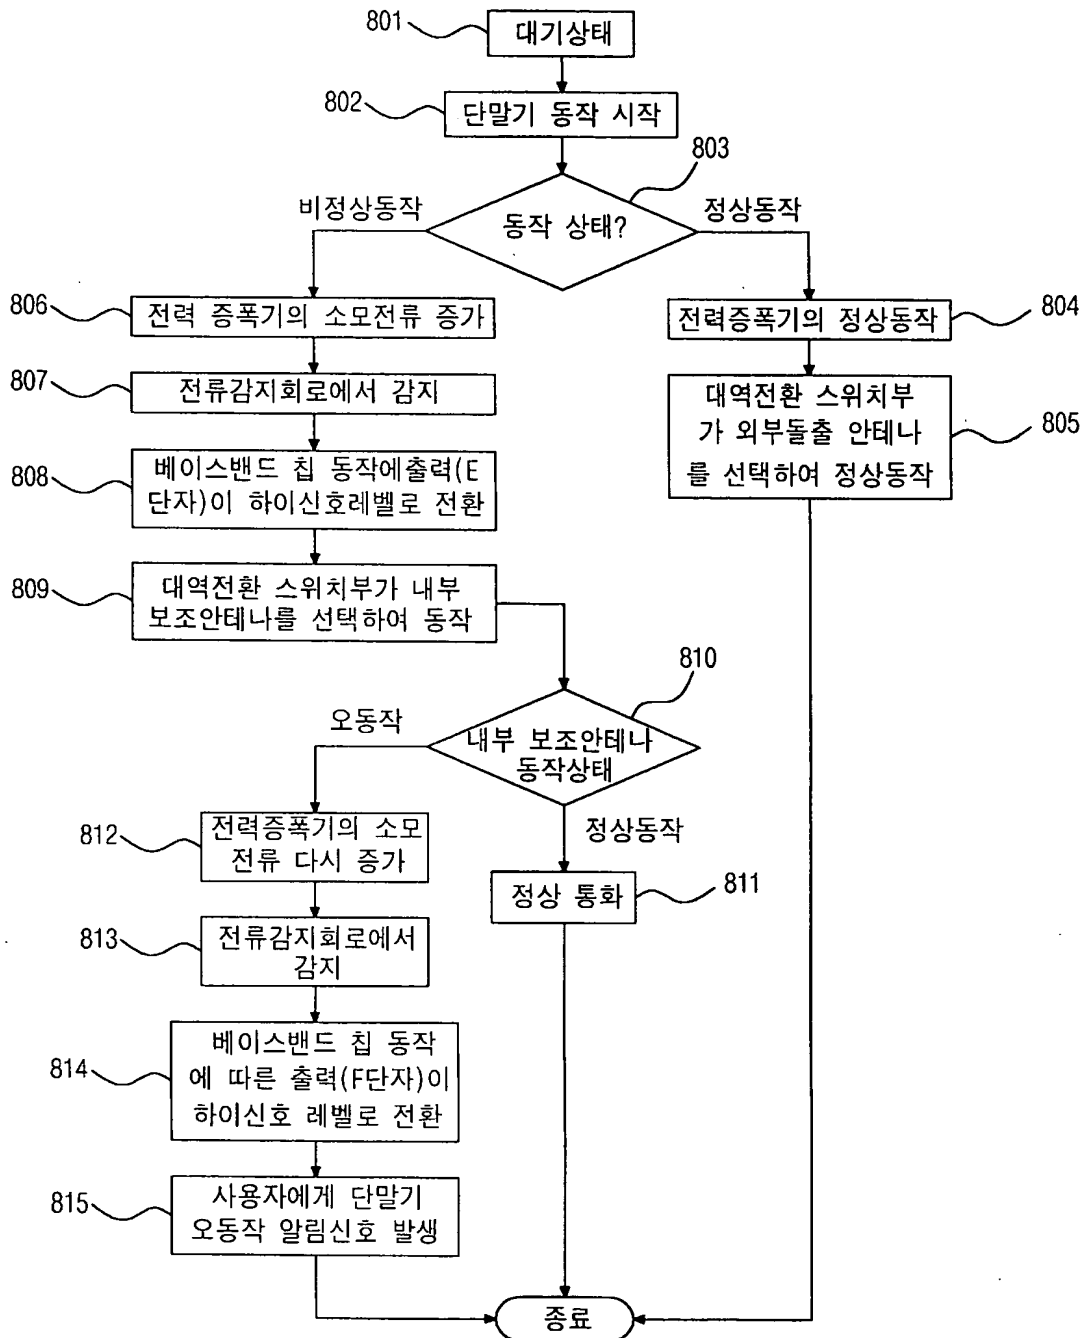 801
대기상태
802
단말기 동작 시작
803
동작 상태?
비정상동작
정상동작
806
전력 증폭기의 소모전류 증가
804
전력증폭기의 정상동작
807
전류감지회로에서 감지
805
대역전환 스위치부
가 외부돌출 안테나
를 선택하여 정상동작
808
베이스밴드 칩 동작에출력(E
단자)이 하이신호레벨로 전환
809
대역전환 스위치부가 내부
보조안테나를 선택하여 동작
810
내부 보조안테나
동작상태
오동작
정상동작
812
전력증폭기의 소모
전류 다시 증가
811
정상 통화
813
전류감지회로에서
감지
814
베이스밴드 칩 동작
에 따른 출력(F단자)이
하이신호 레벨로 전환
815
사용자에게 단말기
오동작 알림신호 발생
종료